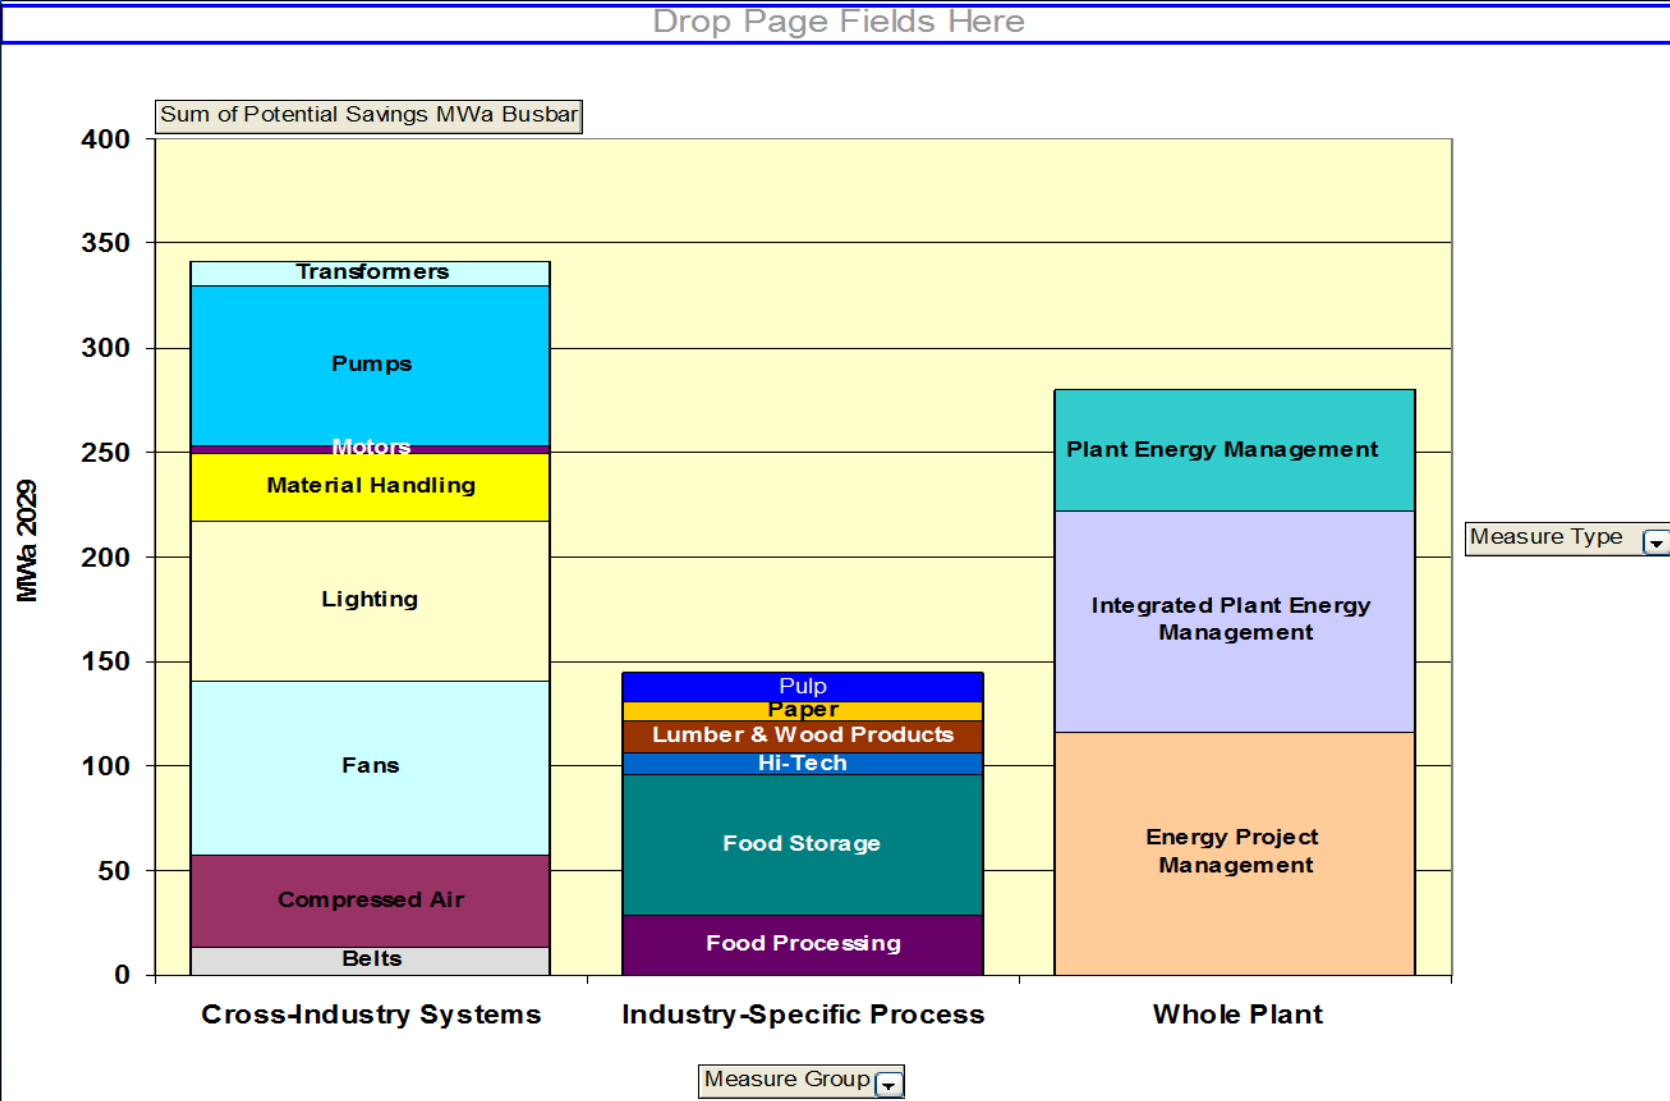 Drop Page Fields Here
Sum of Potential Savings MWa Busbar
400
350
300
250
200
150
100
50
0
MWa 2029
Transformers
Pumps
Motors
Material Handling
Lighting
Fans
Compressed Air
Belts
Pulp
Paper
Lumber & Wood Products
Hi-Tech
Food Storage
Food Processing
Plant Energy Management
Integrated Plant Energy
Management
Energy Project
Management
Measure Type
Cross-Industry Systems
Industry-Specific Process
Whole Plant
Measure Group